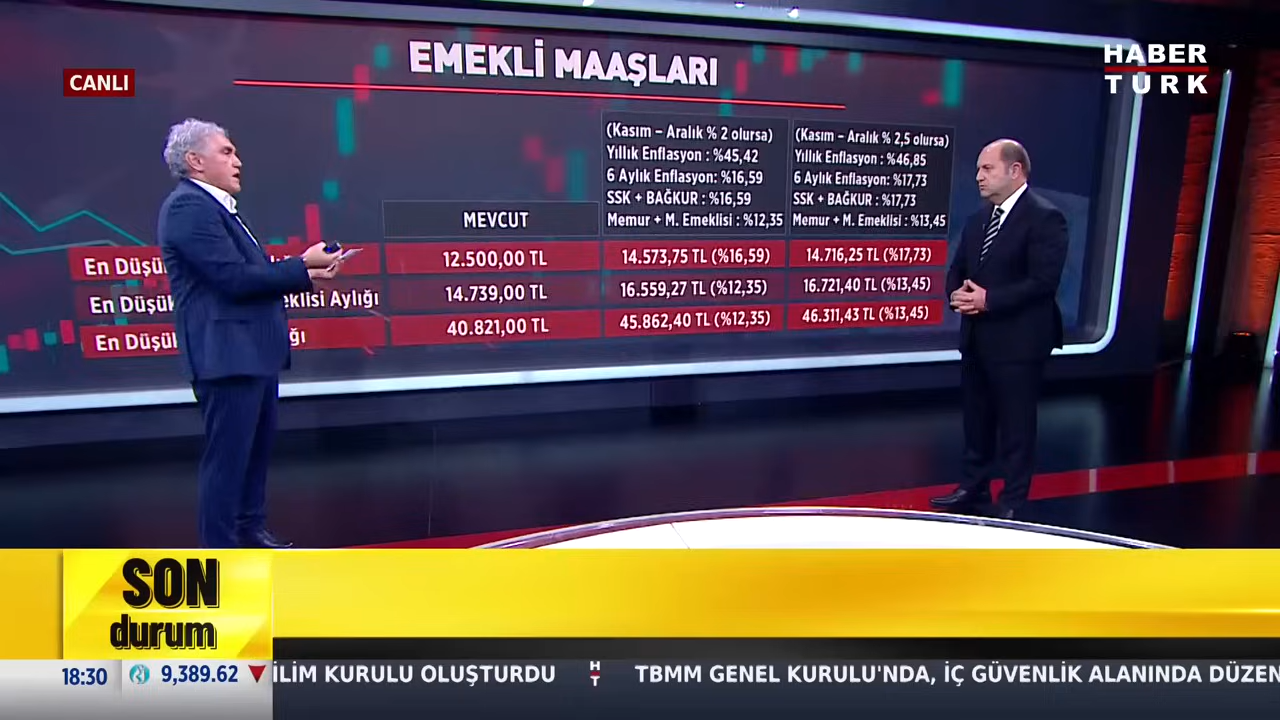 CANLI
EMEKLİ MAAŞLARI
HABER
TÜRK
MEVCUT
(Kasım – Aralık % 2 olursa)
Yıllık Enflasyon : %45,42
6 Aylık Enflasyon : %16,59
SSK + BAĞKUR : %16,59
Memur + M. Emeklisi : %12,35
(Kasım – Aralık % 2,5 olursa)
Yıllık Enflasyon : %46,85
6 Aylık Enflasyon: %17,73
SSK + BAĞKUR : %17,73
Memur + M. Emeklisi : %13,45
En Düşü 12.500,00 TL 14.573,75 TL (%16,59) 14.716,25 TL (%17,73)
En Düşük eklisi Aylığı 14.739,00 TL 16.559,27 TL (%12,35) 16.721,40 TL (%13,45)
En Düşük ğı 40.821,00 TL 45.862,40 TL (%12,35) 46.311,43 TL (%13,45)
SON
durum
18:30 9,389.62 İLİM KURULU OLUŞTURDU HT TBMM GENEL KURULU'NDA, İÇ GÜVENLİK ALANINDA DÜZEN